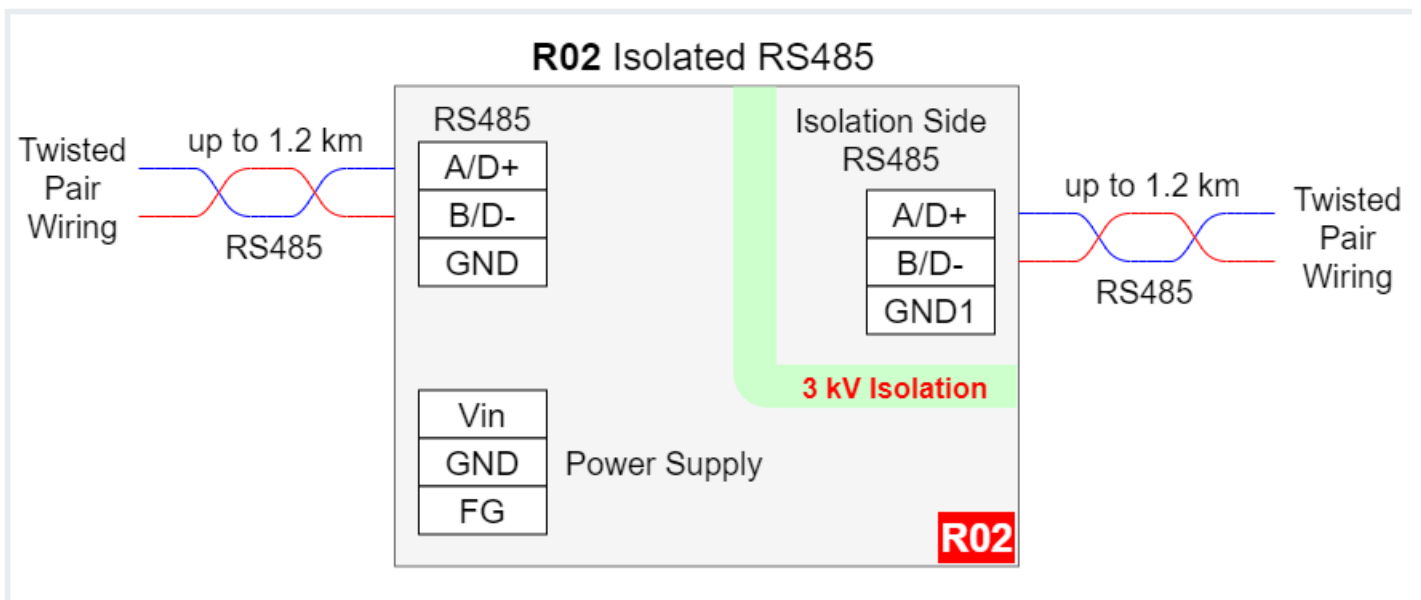 R02 Isolated RS485
Twisted
Pair
Wiring
up to 1.2 km
RS485
RS485
A/D+
B/D-
GND
Isolation Side
RS485
A/D+
B/D-
GND1
up to 1.2 km
RS485
Twisted
Pair
Wiring
3 kV Isolation
Vin
GND
FG
Power Supply
R02